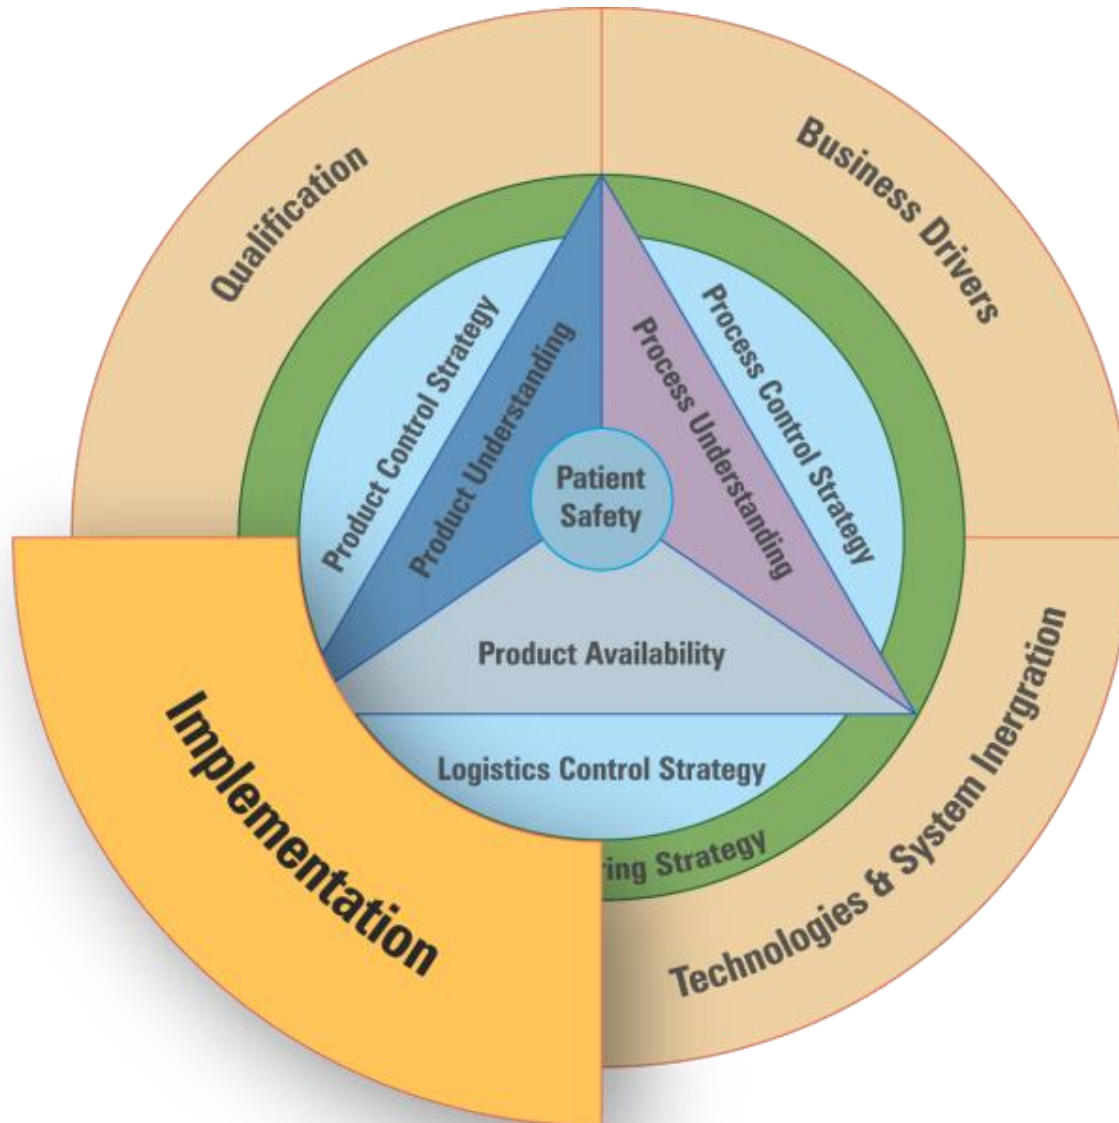 Qualification
Business Drivers
Product Control Strategy
Product Understanding
Process Understanding
Process Control Strategy
Patient
Safety
Product Availability
Logistics Control Strategy
ring Strategy
Implementation
Technologies & System Inergration